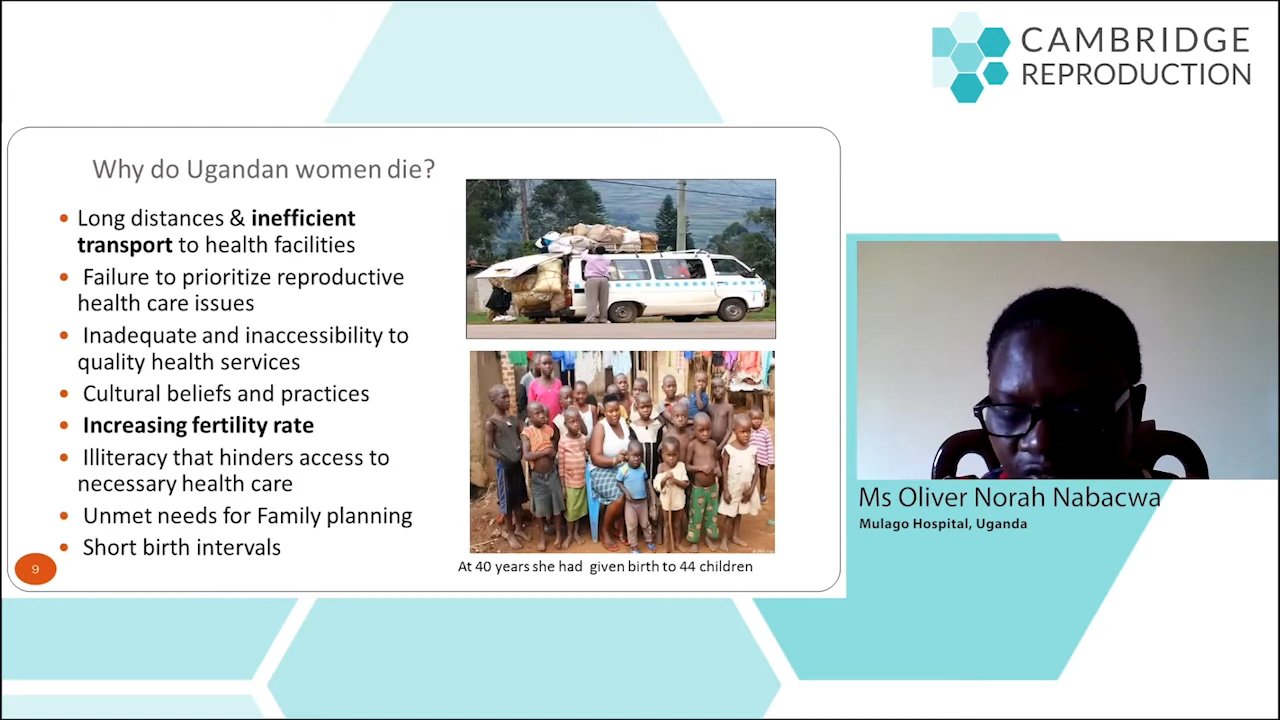 CAMBRIDGE
REPRODUCTION
Why do Ugandan women die?
• Long distances & inefficient
transport to health facilities
• Failure to prioritize reproductive
health care issues
• Inadequate and inaccessibility to
quality health services
• Cultural beliefs and practices
• Increasing fertility rate
• Illiteracy that hinders access to
necessary health care
• Unmet needs for Family planning
• Short birth intervals
9
At 40 years she had given birth to 44 children
Ms Oliver Norah Nabacwa
Mulago Hospital, Uganda